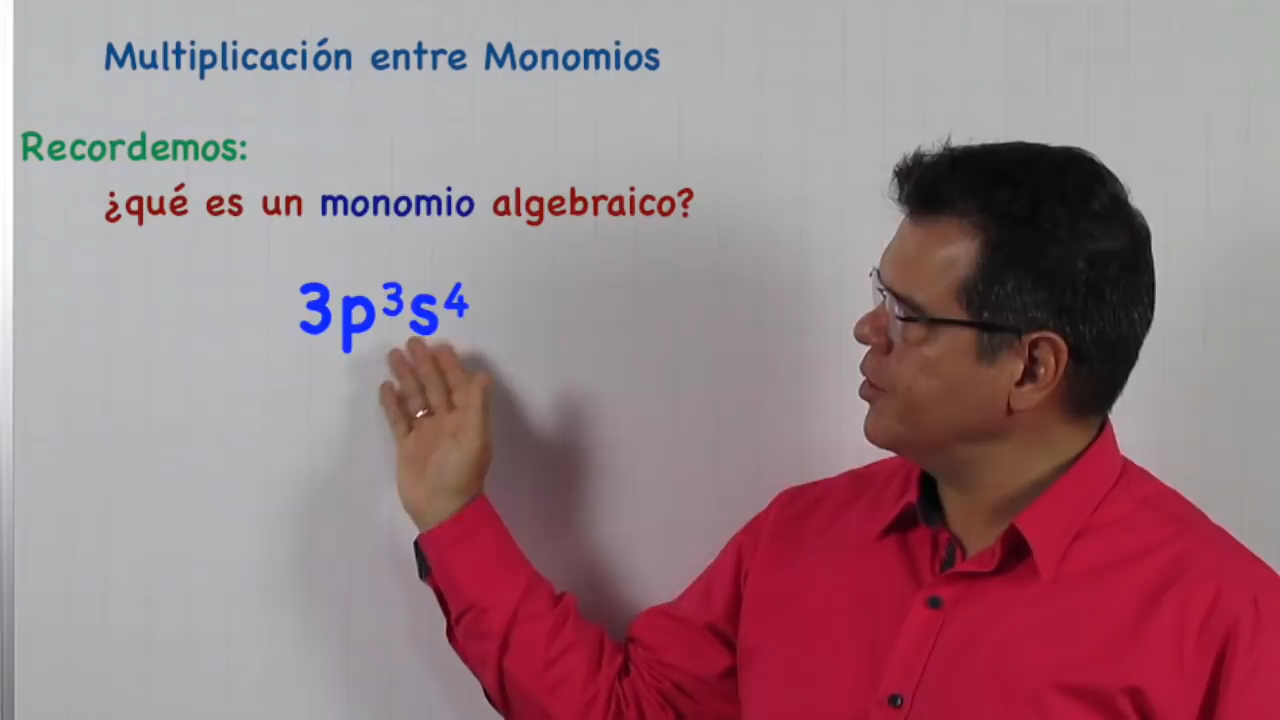 Multiplicación entre Monomios
Recordemos:
¿qué es un monomio algebraico?
3p³s⁴